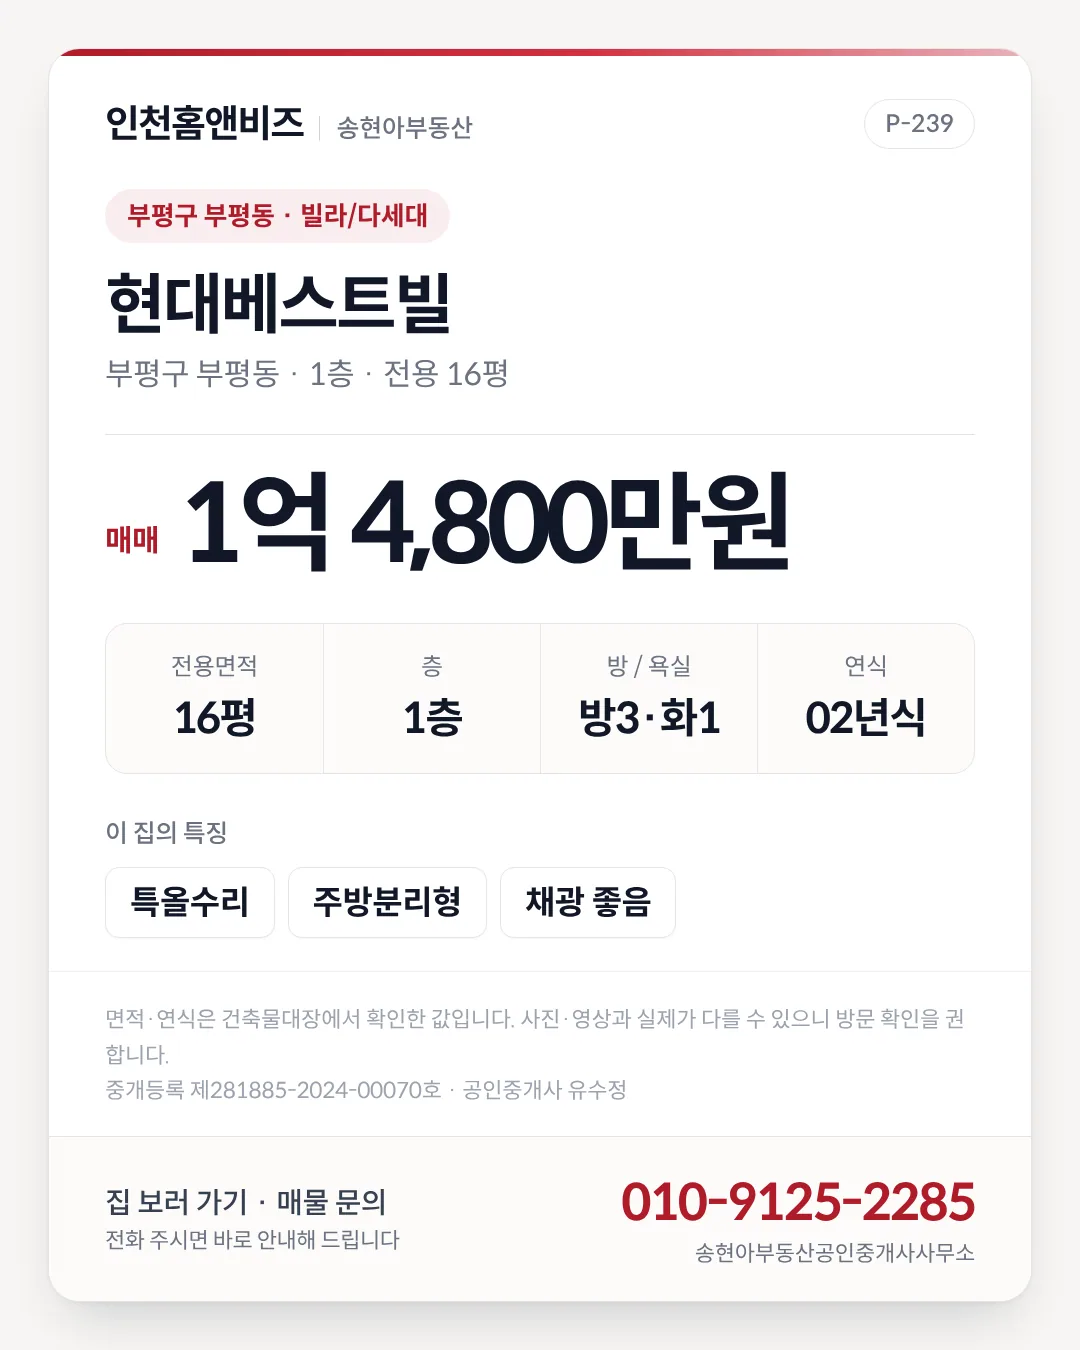 인천홈앤비즈 | 송현아부동산
P-239
부평구 부평동 · 빌라/다세대
현대베스트빌
부평구 부평동 · 1층 · 전용 16평
매매 1억 4,800만원
전용면적 층 방 / 욕실 연식
16평 1층 방3·화1 02년식
이 집의 특징
특올수리 주방분리형 채광 좋음
면적·연식은 건축물대장에서 확인한 값입니다. 사진·영상과 실제가 다를 수 있으니 방문 확인을 권
합니다.
중개등록 제281885-2024-00070호 · 공인중개사 유수정
집 보러 가기 · 매물 문의
전화 주시면 바로 안내해 드립니다
010-9125-2285
송현아부동산공인중개사사무소